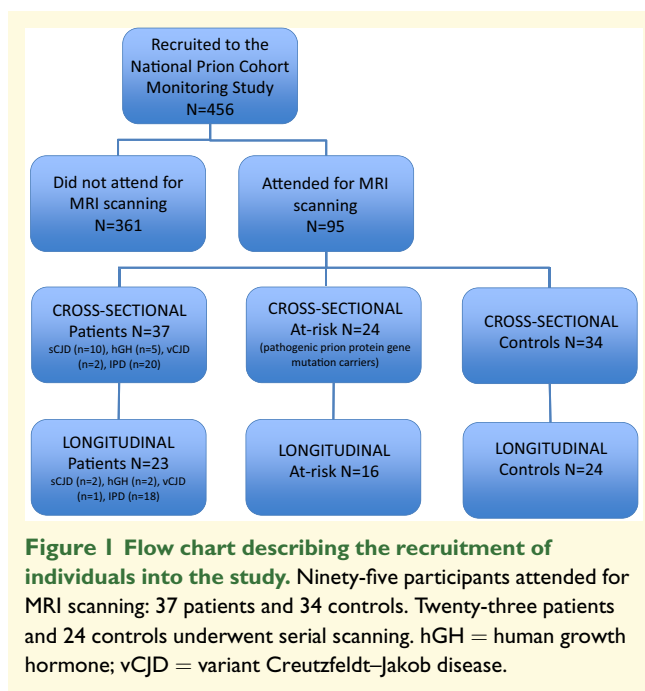 Recruited to the
National Prion Cohort
Monitoring Study
N=456
Did not attend for
MRI scanning
N=361
Attended for MRI
scanning
N=95
CROSS-SECTIONAL
Patients N=37
sCJD (n=10), hGH (n=5), vCJD
(n=2), IPD (n=20)
CROSS-SECTIONAL
At-risk N=24
(pathogenic prion protein gene
mutation carriers)
CROSS-SECTIONAL
Controls N=34
LONGITUDINAL
Patients N=23
sCJD (n=2), hGH (n=2), vCJD
(n=1), IPD (n=18)
LONGITUDINAL
At-risk N=16
LONGITUDINAL
Controls N=24
Figure 1 Flow chart describing the recruitment of
individuals into the study. Ninety-five participants attended for
MRI scanning: 37 patients and 34 controls. Twenty-three patients
and 24 controls underwent serial scanning. hGH = human growth
hormone; vCJD = variant Creutzfeldt–Jakob disease.